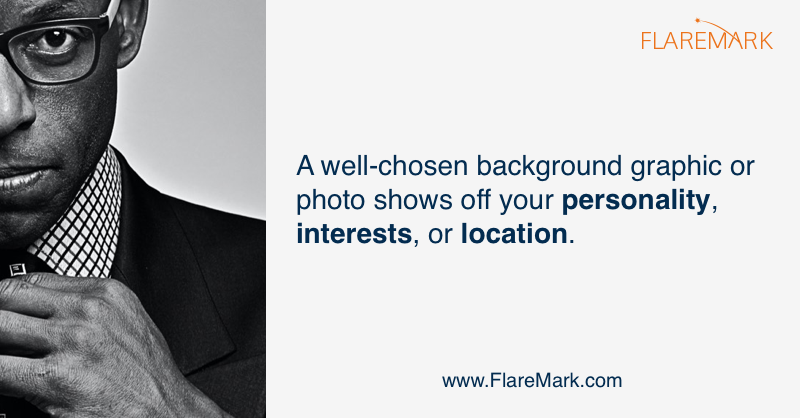 FLAREMARK
A well-chosen background graphic or
photo shows off your personality,
interests, or location.
www.FlareMark.com